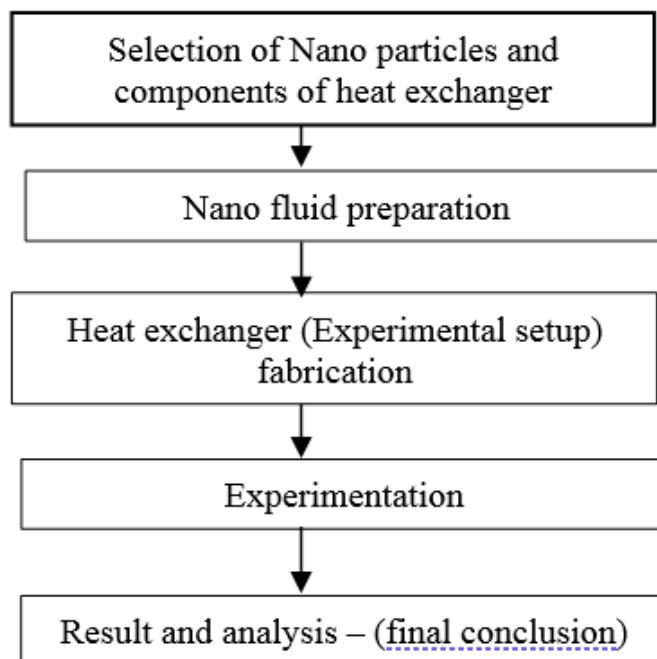 Selection of Nano particles and
components of heat exchanger
Nano fluid preparation
Heat exchanger (Experimental setup)
fabrication
Experimentation
Result and analysis – (final conclusion)